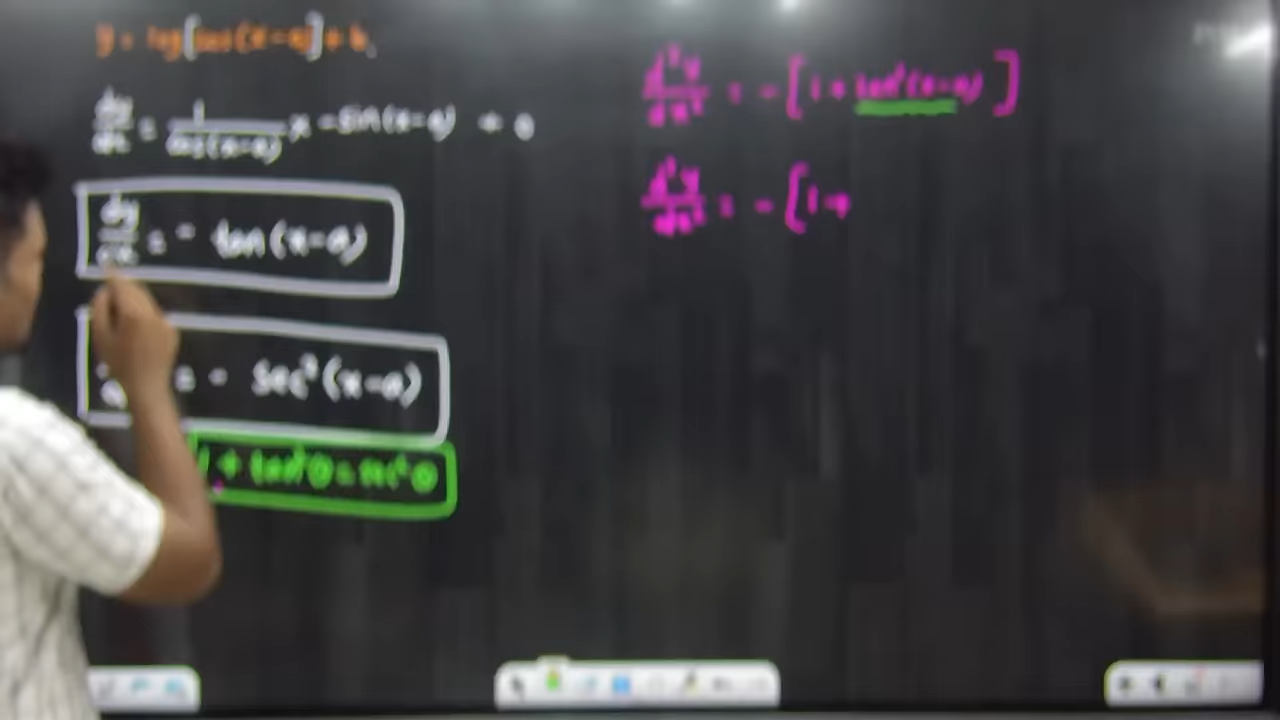 y = log[cos(x-a)] + b,
dy/dx = 1/cos(x-a) x -sin(x-a) + 0
dy/dx = - tan(x-a)
= - sec²(x-a)
1 + tan²θ = sec²θ
d²y/dx² = - [1 + tan²(x-a)]
d²y/dx² = - [1 +